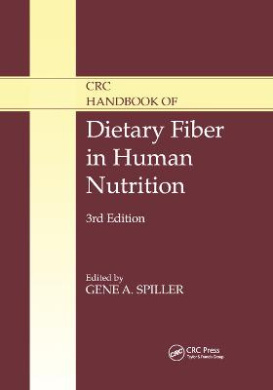 CRC
HANDBOOK OF
Dietary Fiber
in Human
Nutrition
3rd Edition
Edited by
GENE A. SPILLER
CRC Press
Taylor & Francis Group